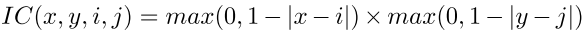 IC(x, y, i, j) = max(0, 1 − |x − i|) × max(0, 1 − |y − j|)